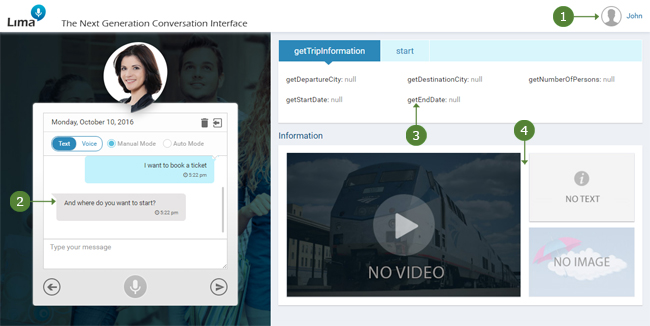 Lima
The Next Generation Conversation Interface
1
John
getTripInformation
start
getDepartureCity: null
getDestinationCity: null
getNumberOfPersons: null
getStartDate: null
getEndDate: null
3
Monday, October 10, 2016
Text
Voice
Manual Mode
Auto Mode
I want to book a ticket
5:22 pm
2
And where do you want to start?
5:22 pm
Type your message
Information
4
NO VIDEO
NO TEXT
NO IMAGE